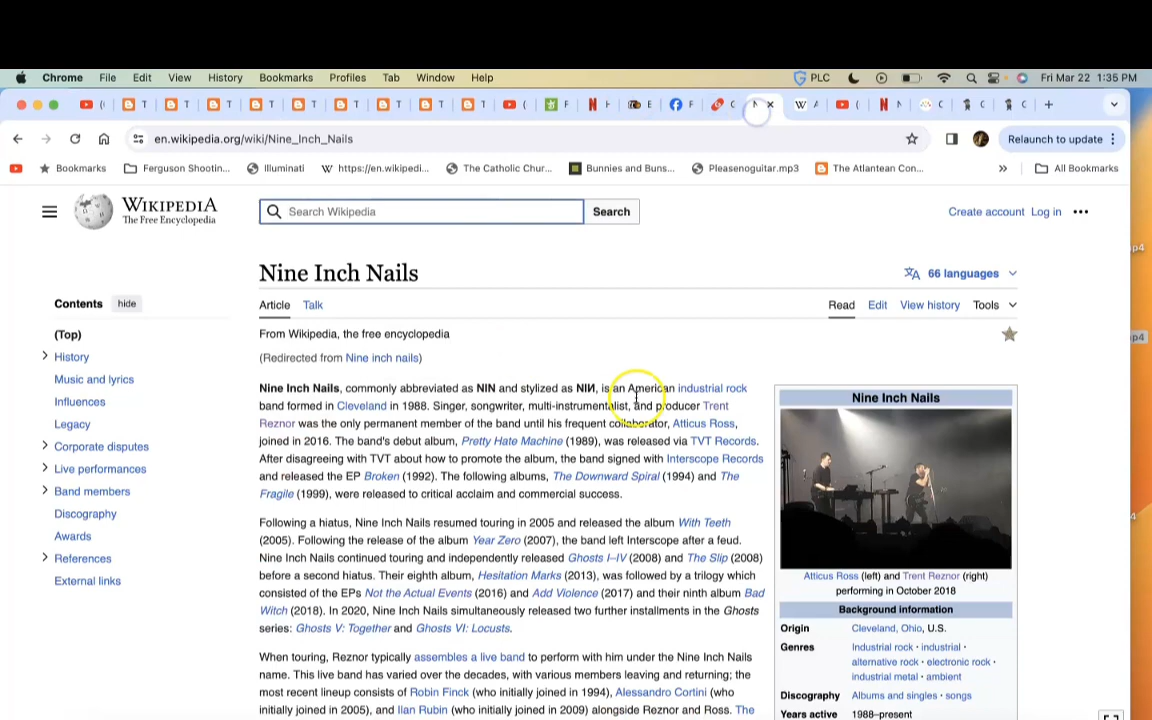 Chrome File Edit View History Bookmarks Profiles Tab Window Help PLC Fri Mar 22 1:35 PM
( T T T T T T T T T ( F H E F C A ( N C C C
en.wikipedia.org/wiki/Nine_Inch_Nails Relaunch to update
Bookmarks Ferguson Shootin... Illuminati https://en.wikipedi... The Catholic Chur... Bunnies and Buns... Pleasenoguitar.mp3 The Atlantean Con... » All Bookmarks
WIKIPEDIA
The Free Encyclopedia
Search Wikipedia Search
Create account Log in •••
Nine Inch Nails
66 languages
Contents hide
(Top)
History
Music and lyrics
Influences
Legacy
Corporate disputes
Live performances
Band members
Discography
Awards
References
External links
Article Talk Read Edit View history Tools
From Wikipedia, the free encyclopedia
(Redirected from Nine inch nails)
Nine Inch Nails, commonly abbreviated as NIN and stylized as NIИ, is an American industrial rock
band formed in Cleveland in 1988. Singer, songwriter, multi-instrumentalist, and producer Trent
Reznor was the only permanent member of the band until his frequent collaborator, Atticus Ross,
joined in 2016. The band's debut album, Pretty Hate Machine (1989), was released via TVT Records.
After disagreeing with TVT about how to promote the album, the band signed with Interscope Records
and released the EP Broken (1992). The following albums, The Downward Spiral (1994) and The
Fragile (1999), were released to critical acclaim and commercial success.
Following a hiatus, Nine Inch Nails resumed touring in 2005 and released the album With Teeth
(2005). Following the release of the album Year Zero (2007), the band left Interscope after a feud.
Nine Inch Nails continued touring and independently released Ghosts I–IV (2008) and The Slip (2008)
before a second hiatus. Their eighth album, Hesitation Marks (2013), was followed by a trilogy which
consisted of the EPs Not the Actual Events (2016) and Add Violence (2017) and their ninth album Bad
Witch (2018). In 2020, Nine Inch Nails simultaneously released two further installments in the Ghosts
series: Ghosts V: Together and Ghosts VI: Locusts.
When touring, Reznor typically assembles a live band to perform with him under the Nine Inch Nails
name. This live band has varied over the decades, with various members leaving and returning; the
most recent lineup consists of Robin Finck (who initially joined in 1994), Alessandro Cortini (who
initially joined in 2005), and Ilan Rubin (who initially joined in 2009) alongside Reznor and Ross. The
Nine Inch Nails
Atticus Ross (left) and Trent Reznor (right)
performing in October 2018
Background information
Origin Cleveland, Ohio, U.S.
Genres Industrial rock · industrial ·
alternative rock · electronic rock ·
industrial metal · ambient
Discography Albums and singles · songs
Years active 1988–present
p4
p4
4